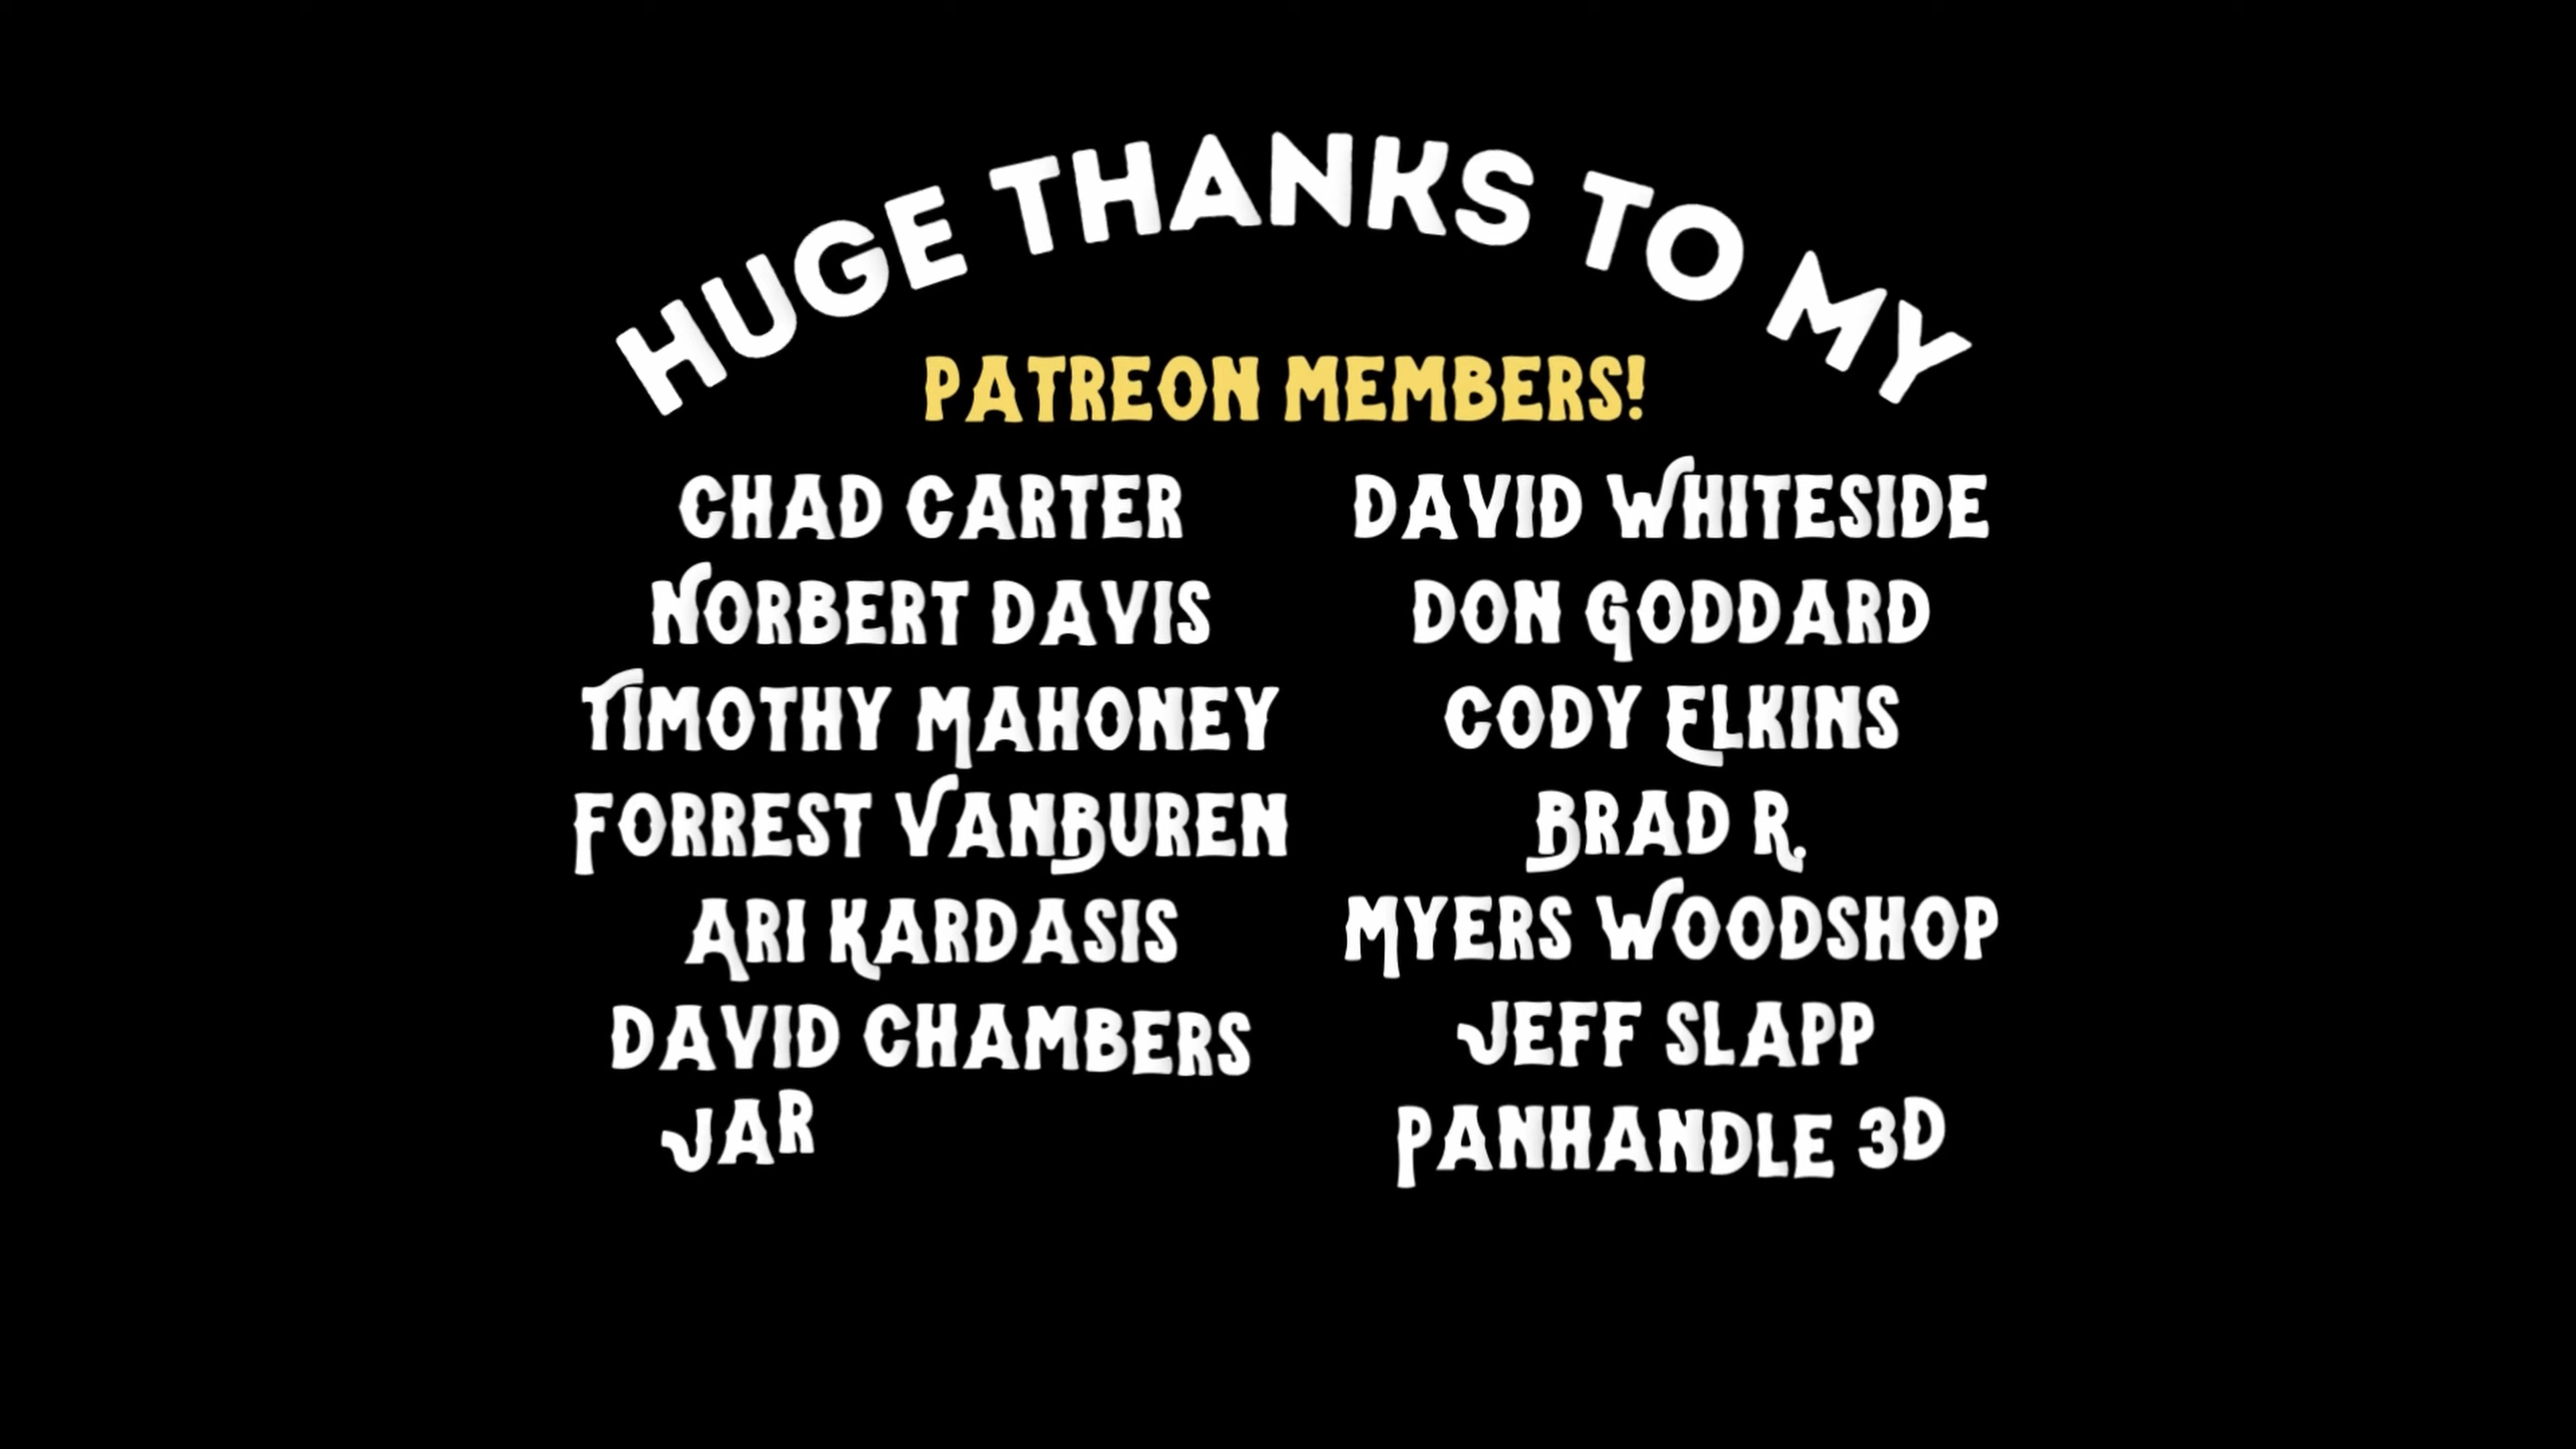 HUGE THANKS TO MY
PATREON MEMBERS!
CHAD CARTER
NORBERT DAVIS
TIMOTHY MAHONEY
FORREST VANBUREN
ARI KARDASIS
DAVID CHAMBERS
JAR
DAVID WHITESIDE
DON GODDARD
CODY ELKINS
BRAD R.
MYERS WOODSHOP
JEFF SLAPP
PANHANDLE 3D